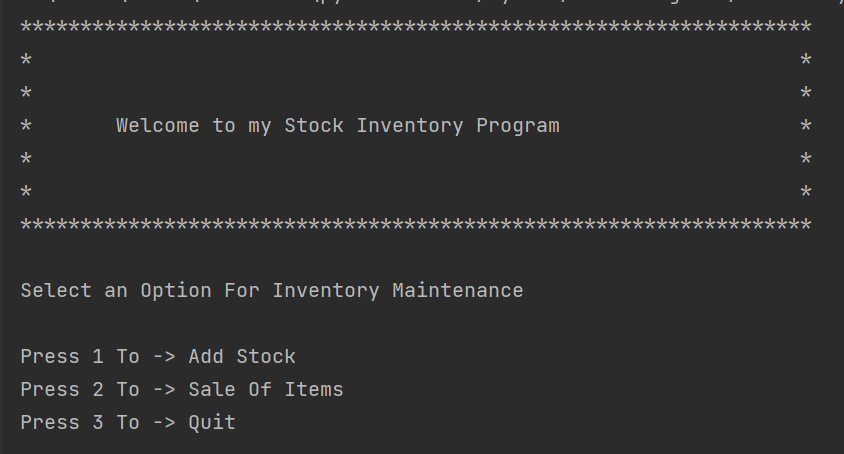 ******************************************************************
*                                                                *
*                                                                *
*       Welcome to my Stock Inventory Program                    *
*                                                                *
*                                                                *
******************************************************************
Select an Option For Inventory Maintenance
Press 1 To -> Add Stock
Press 2 To -> Sale Of Items
Press 3 To -> Quit